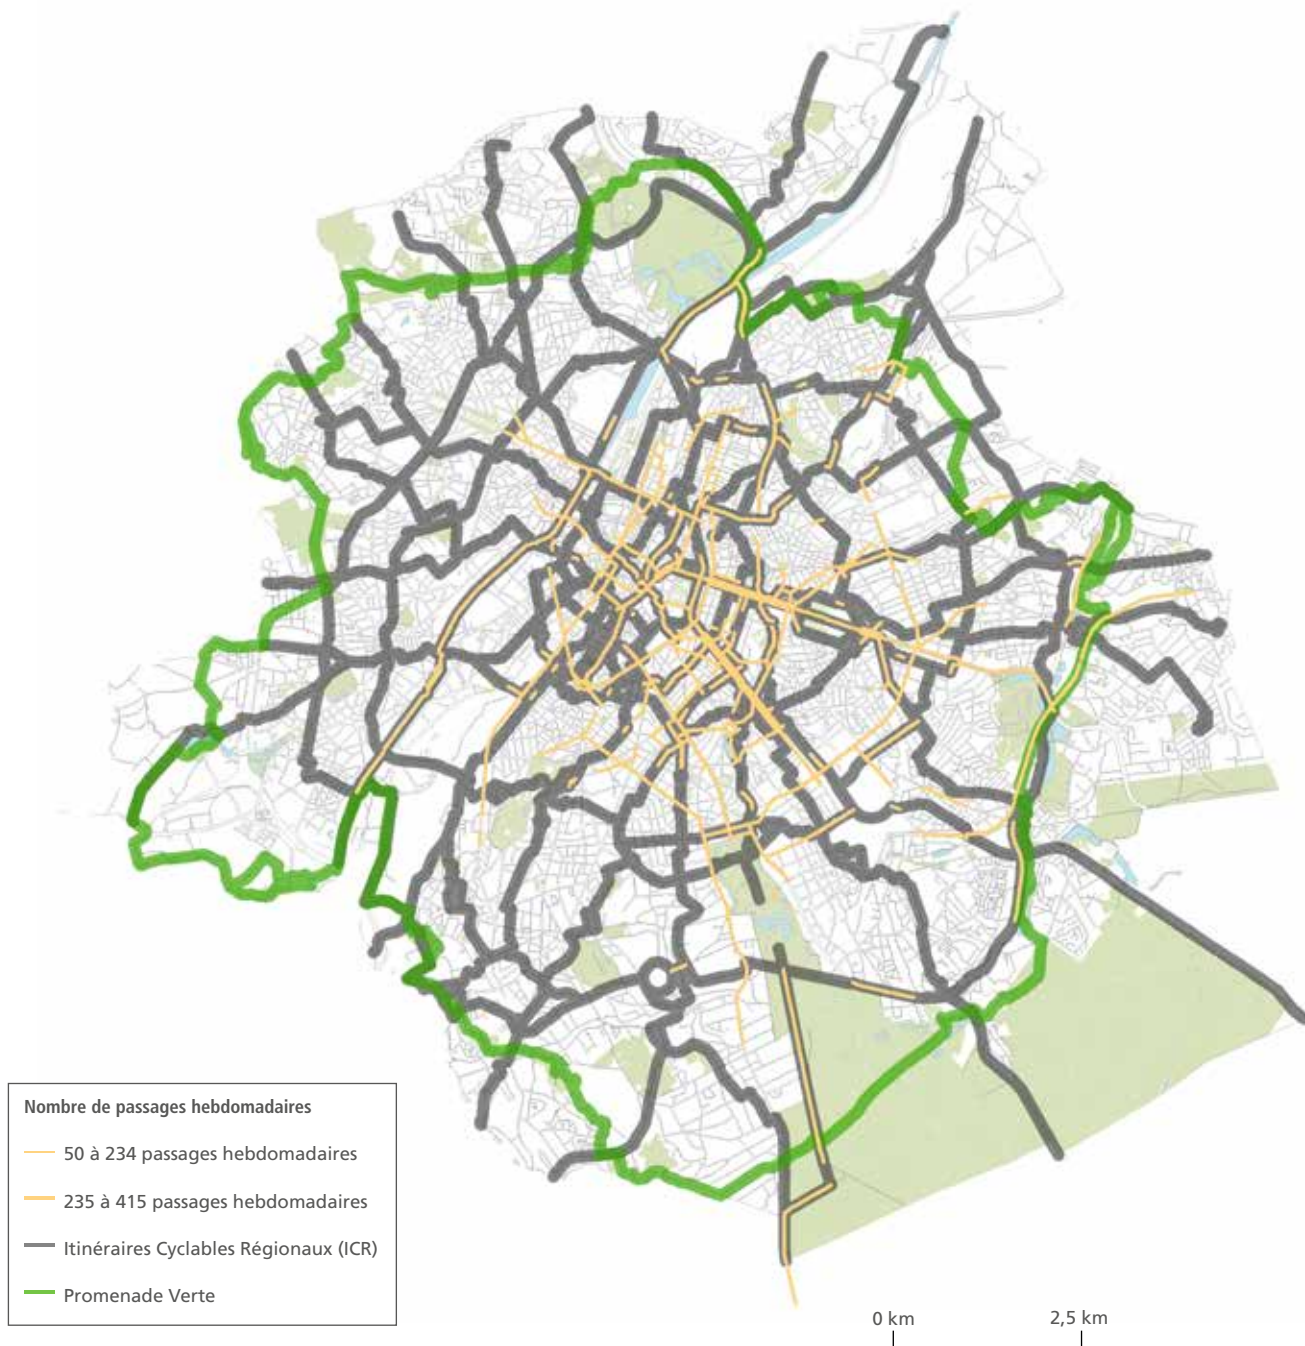 Nombre de passages hebdomadaires
50 à 234 passages hebdomadaires
235 à 415 passages hebdomadaires
Itinéraires Cyclables Régionaux (ICR)
Promenade Verte
0 km
2,5 km